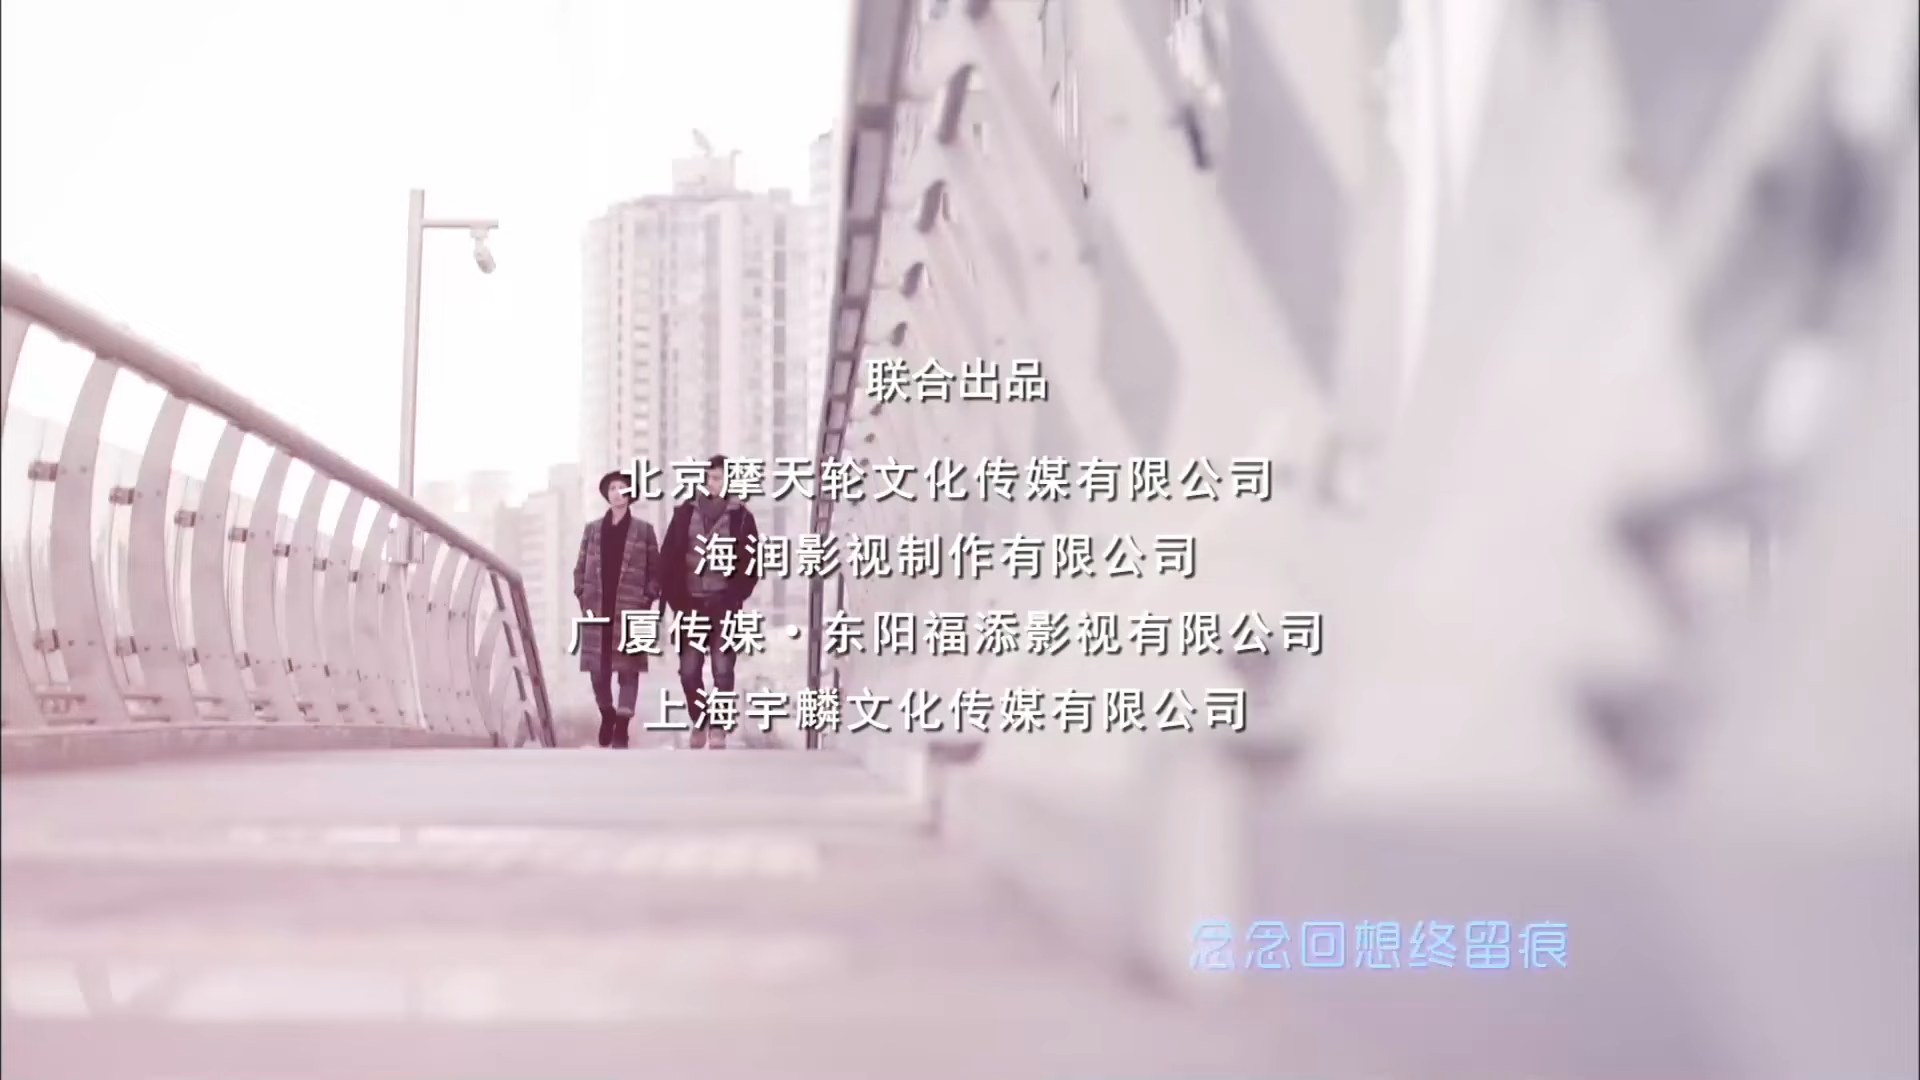 联合出品
北京摩天轮文化传媒有限公司
海润影视制作有限公司
广厦传媒·东阳福添影视有限公司
上海宇麟文化传媒有限公司
念念回想终留痕